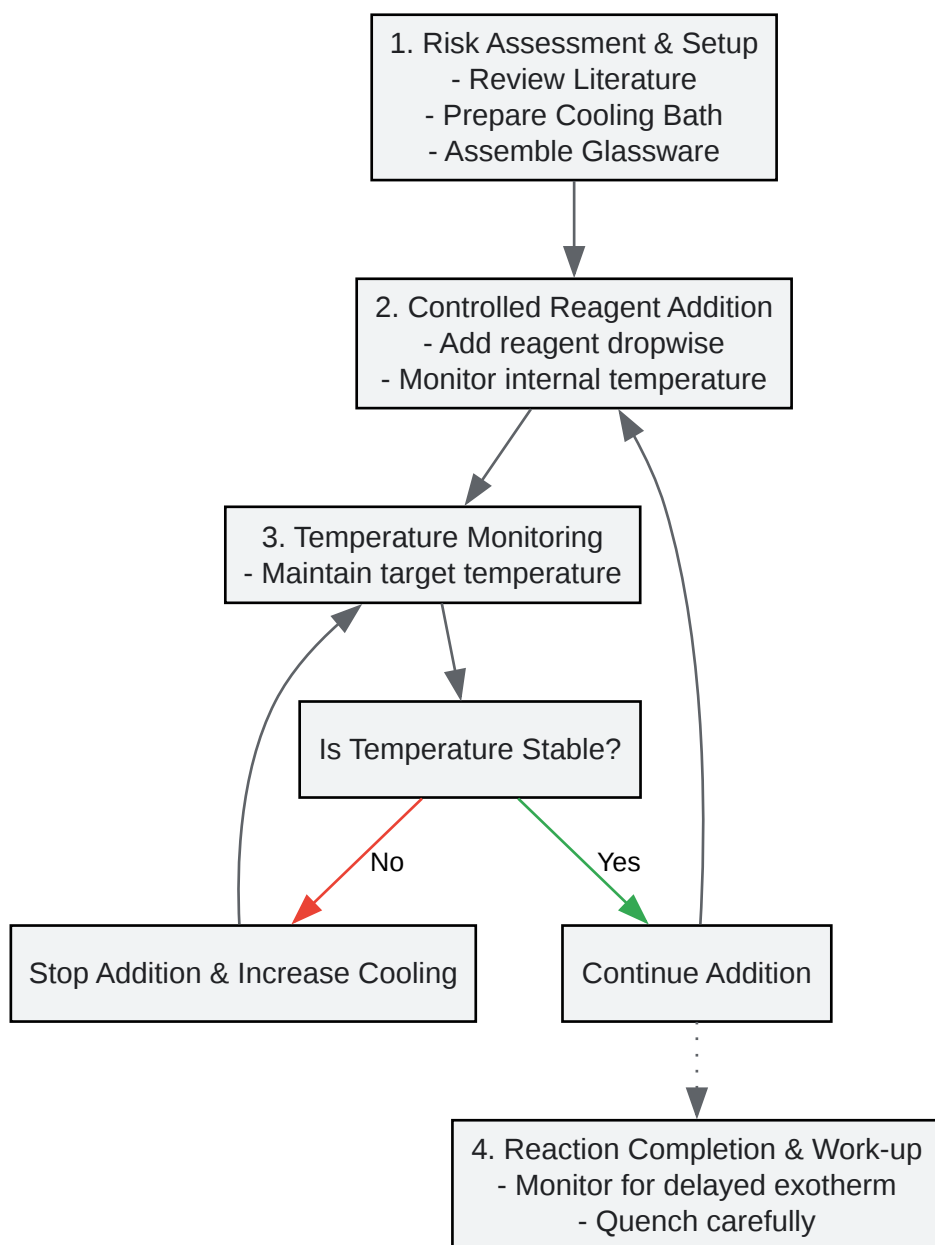 1. Risk Assessment & Setup
- Review Literature
- Prepare Cooling Bath
- Assemble Glassware
2. Controlled Reagent Addition
- Add reagent dropwise
- Monitor internal temperature
3. Temperature Monitoring
- Maintain target temperature
Is Temperature Stable?
No
Yes
Stop Addition & Increase Cooling
Continue Addition
4. Reaction Completion & Work-up
- Monitor for delayed exotherm
- Quench carefully